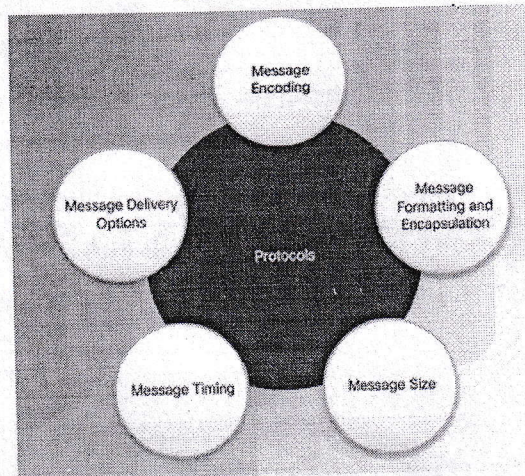 Message
Encoding
Message Delivery
Options
Message
Formatting and
Encapsulation
Protocols
Message Timing
Message Size